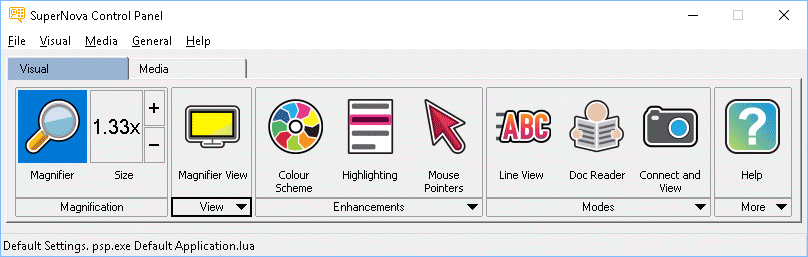 SuperNova Control Panel
File Visual Media General Help
Visual Media
1.33x + −
Magnifier Size Magnifier View Colour Scheme Highlighting Mouse Pointers Line View ABC Doc Reader Connect and View ? Help
Magnification View Enhancements Modes More
Default Settings. psp.exe Default Application.lua